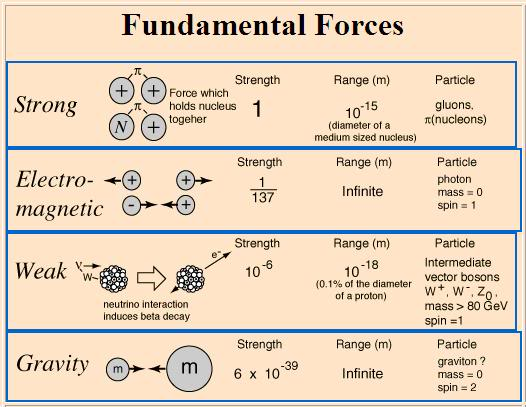 Fundamental Forces
Strong
π
+ +
π
N +
Force which
holds nucleus
togeher
Strength
1
Range (m)
10⁻¹⁵
(diameter of a
medium sized nucleus)
Particle
gluons,
π(nucleons)
Electro-
magnetic
+ +
- +
Strength
1
137
Range (m)
Infinite
Particle
photon
mass = 0
spin = 1
Weak
ν
W
e⁻
neutrino interaction
induces beta decay
Strength
10⁻⁶
Range (m)
10⁻¹⁸
(0.1% of the diameter
of a proton)
Particle
Intermediate
vector bosons
W⁺, W⁻, Z₀,
mass > 80 GeV
spin =1
Gravity
m m
Strength
6 x 10⁻³⁹
Range (m)
Infinite
Particle
graviton ?
mass = 0
spin = 2